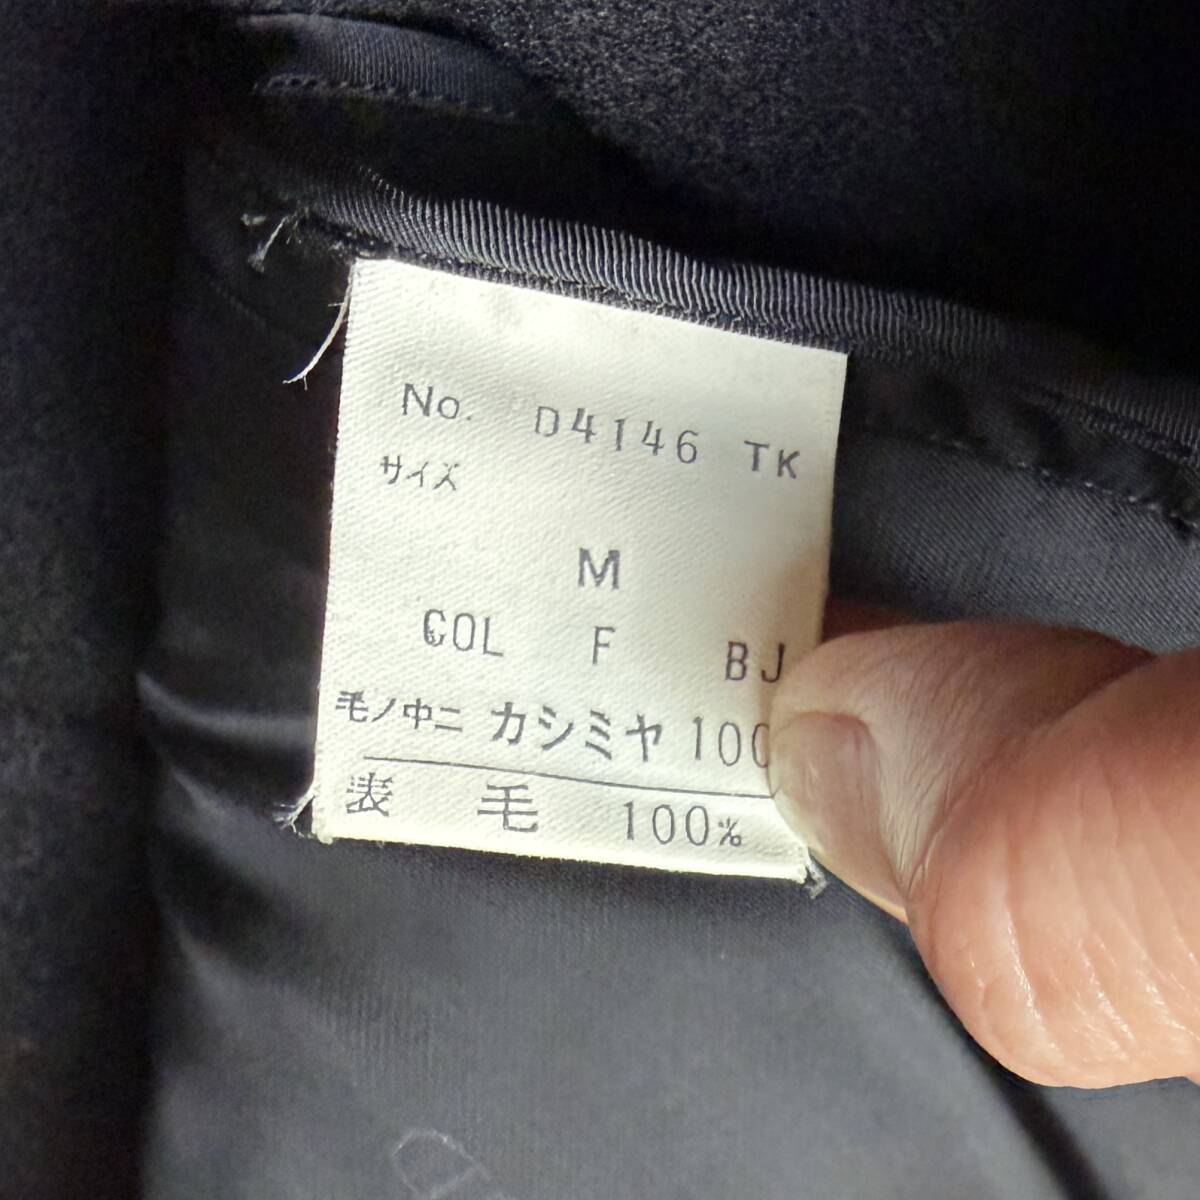 No. D4146 TK
サイズ
M
COL F BJ
毛ノ中ニ カシミヤ 100
表 毛 100%